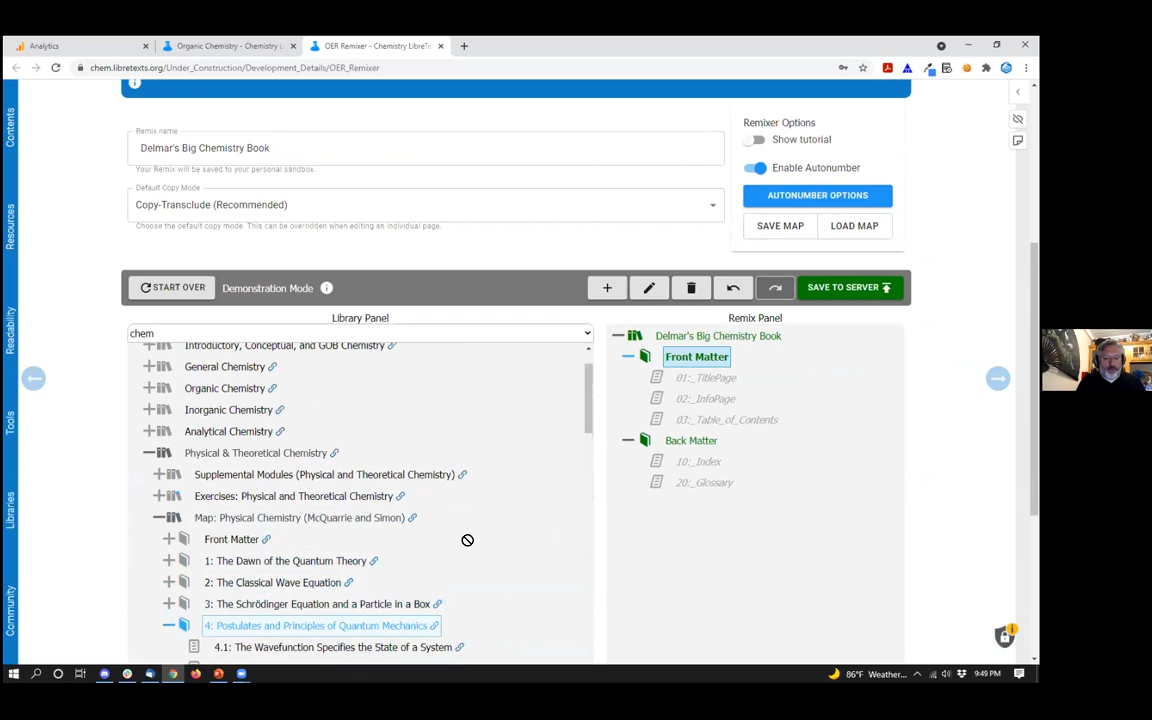 Analytics
Organic Chemistry - Chemistry Li
OER Remixer - Chemistry LibreTe
chem.libretexts.org/Under_Construction/Development_Details/OER_Remixer
Contents
Resources
Readability
Tools
Libraries
Community
Remix name
Delmar's Big Chemistry Book
Your Remix will be saved to your personal sandbox.
Default Copy Mode
Copy-Transclude (Recommended)
Choose the default copy mode. This can be overridden when editing an individual page.
Remixer Options
Show tutorial
Enable Autonumber
AUTONUMBER OPTIONS
SAVE MAP LOAD MAP
START OVER Demonstration Mode SAVE TO SERVER
Library Panel
chem
Introductory, Conceptual, and GOB Chemistry
General Chemistry
Organic Chemistry
Inorganic Chemistry
Analytical Chemistry
Physical & Theoretical Chemistry
Supplemental Modules (Physical and Theoretical Chemistry)
Exercises: Physical and Theoretical Chemistry
Map: Physical Chemistry (McQuarrie and Simon)
Front Matter
1: The Dawn of the Quantum Theory
2: The Classical Wave Equation
3: The Schrödinger Equation and a Particle in a Box
4: Postulates and Principles of Quantum Mechanics
4.1: The Wavefunction Specifies the State of a System
Remix Panel
Delmar's Big Chemistry Book
Front Matter
01:_TitlePage
02:_InfoPage
03:_Table_of_Contents
Back Matter
10:_Index
20:_Glossary
86°F Weather... 9:49 PM